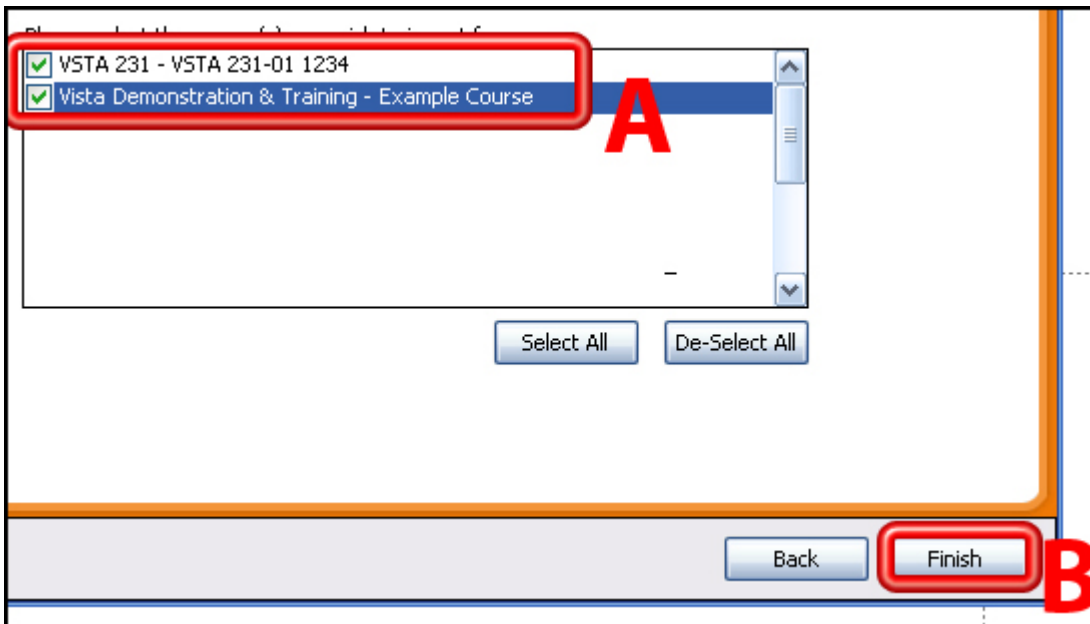 VSTA 231 - VSTA 231-01 1234
Vista Demonstration & Training - Example Course
A
Select All
De-Select All
Back
Finish
B